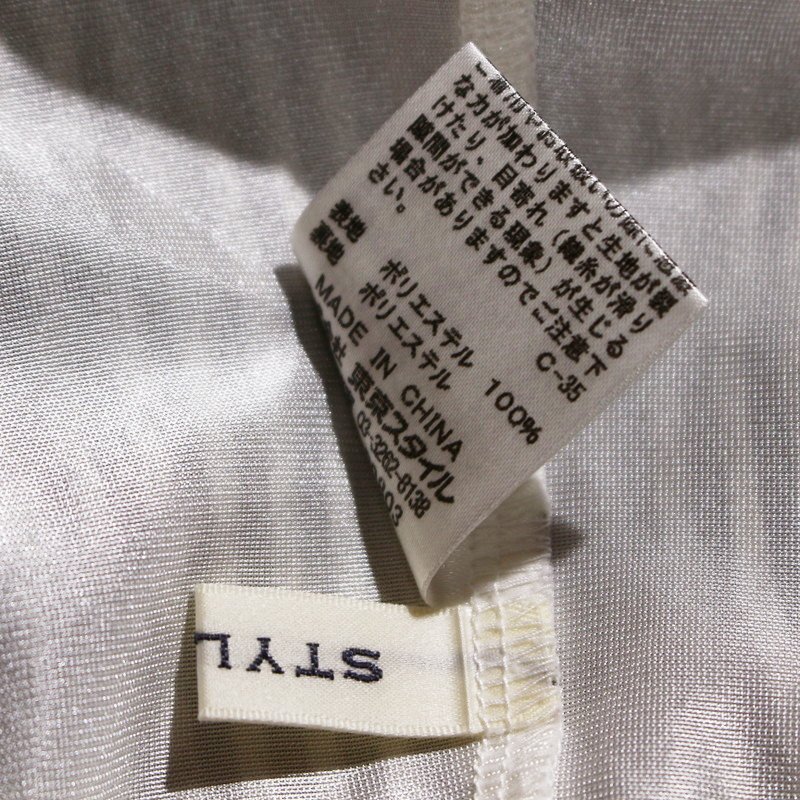 な力が加わりますと生地が裂
けたり、目寄れ（織糸が滑り
隙間ができる現象）が生じる
場合がありますのでご注意下
さい。 C-35
表地 ポリエステル 100%
裏地 ポリエステル
MADE IN CHINA
東京スタイル
03-3262-8138
STYL